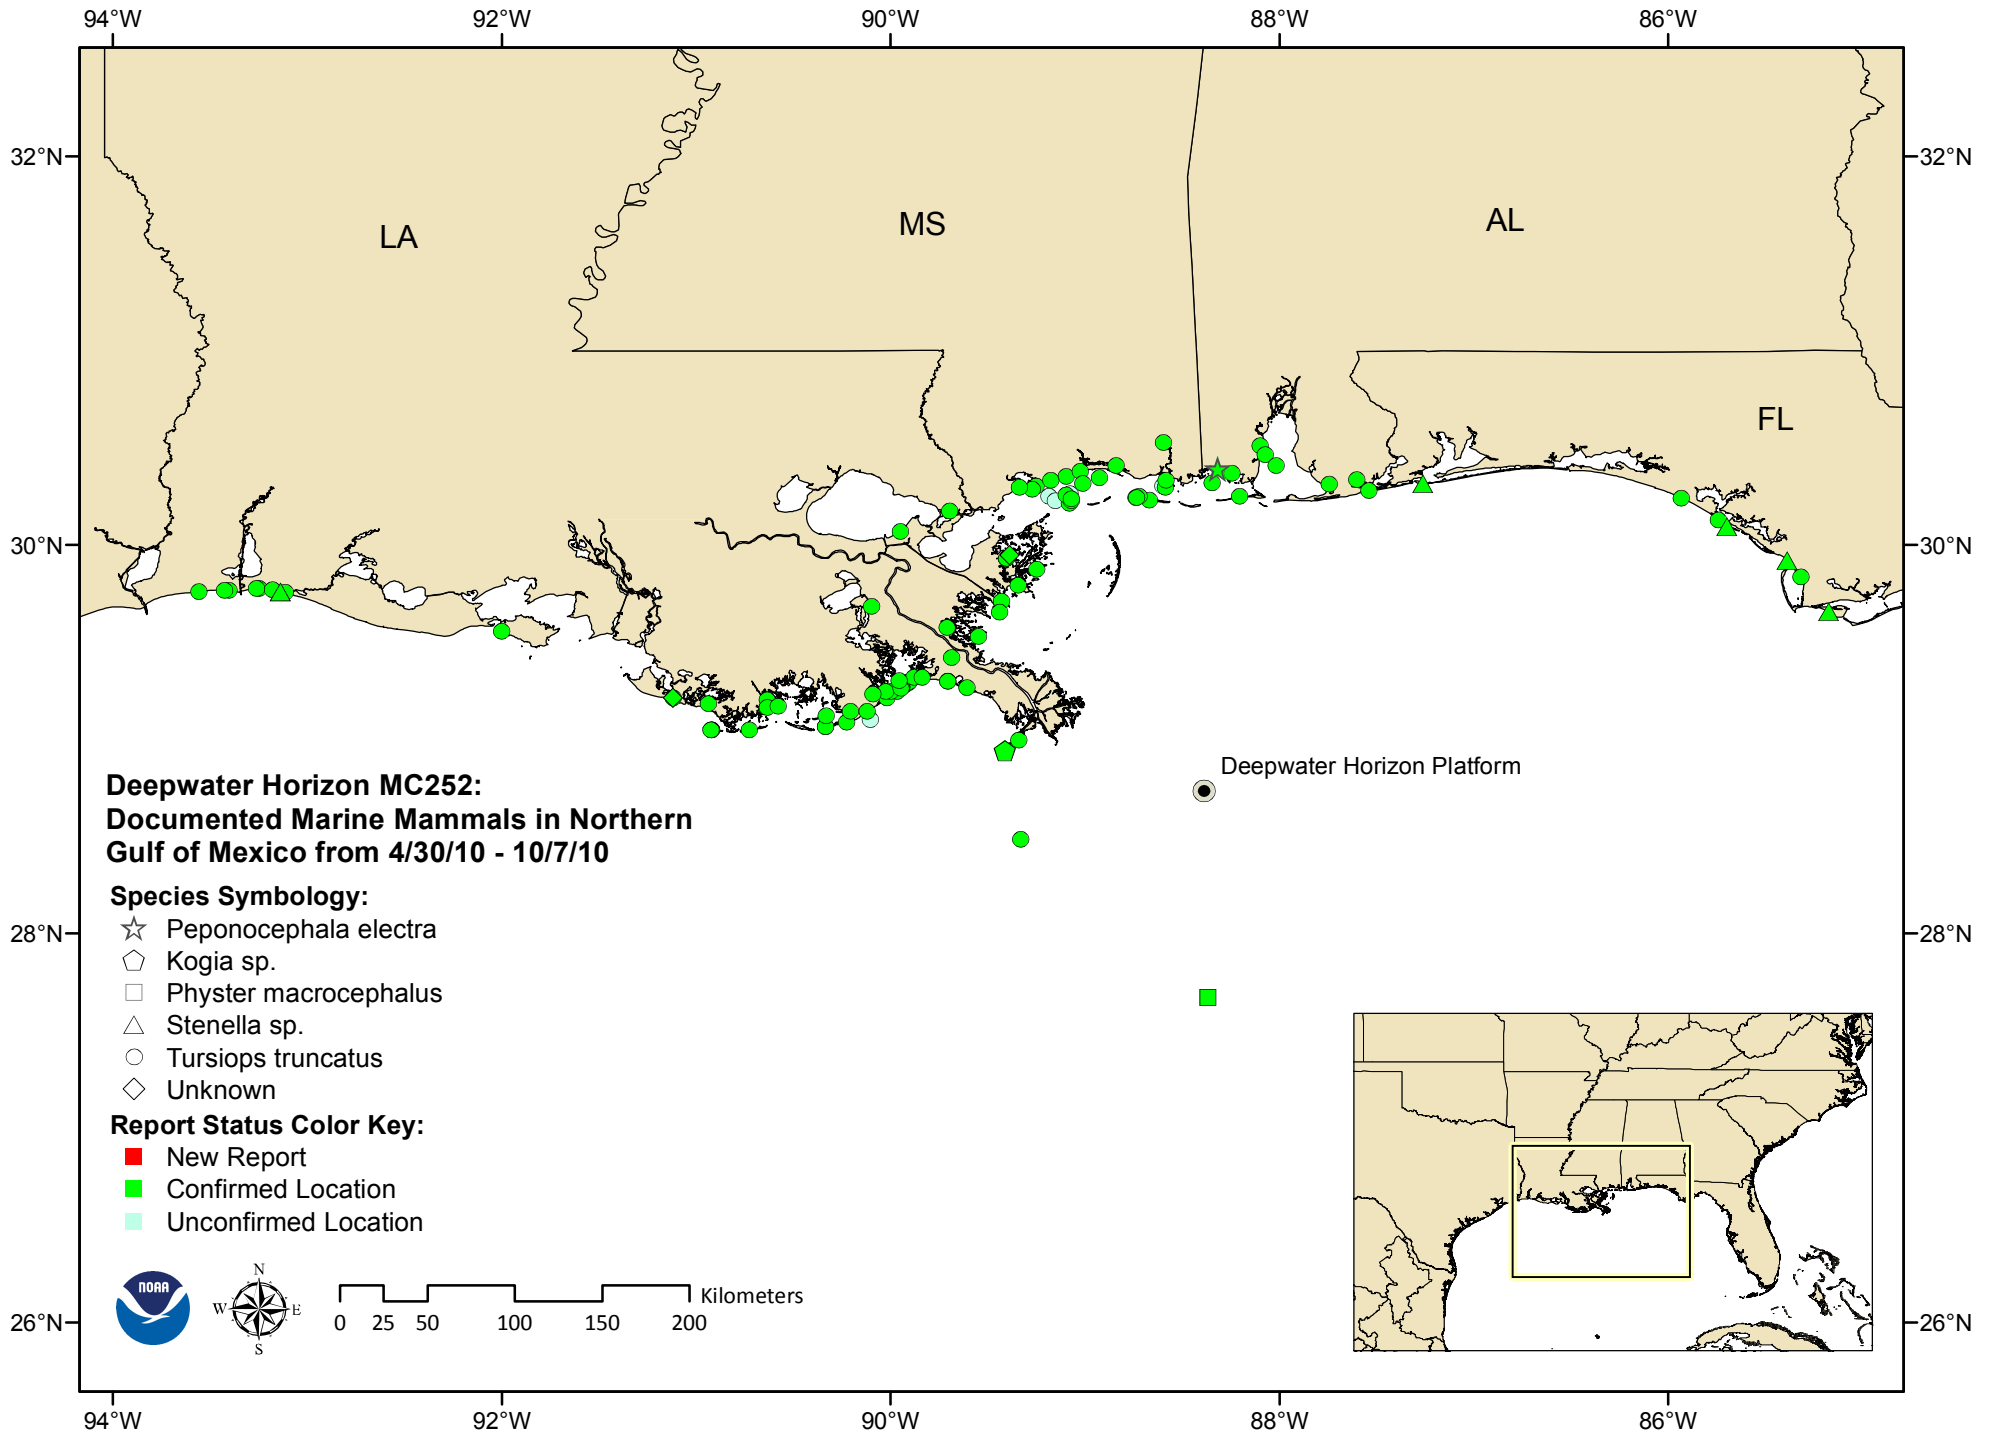 94°W 92°W 90°W 88°W 86°W
32°N 32°N
LA MS AL
FL
30°N 30°N
Deepwater Horizon Platform
Deepwater Horizon MC252:
Documented Marine Mammals in Northern
Gulf of Mexico from 4/30/10 - 10/7/10
Species Symbology:
28°N 28°N
Peponocephala electra
Kogia sp.
Physter macrocephalus
Stenella sp.
Tursiops truncatus
Unknown
Report Status Color Key:
New Report
Confirmed Location
Unconfirmed Location
NOAA
N
W E
S
Kilometers
0 25 50 100 150 200
26°N 26°N
94°W 92°W 90°W 88°W 86°W